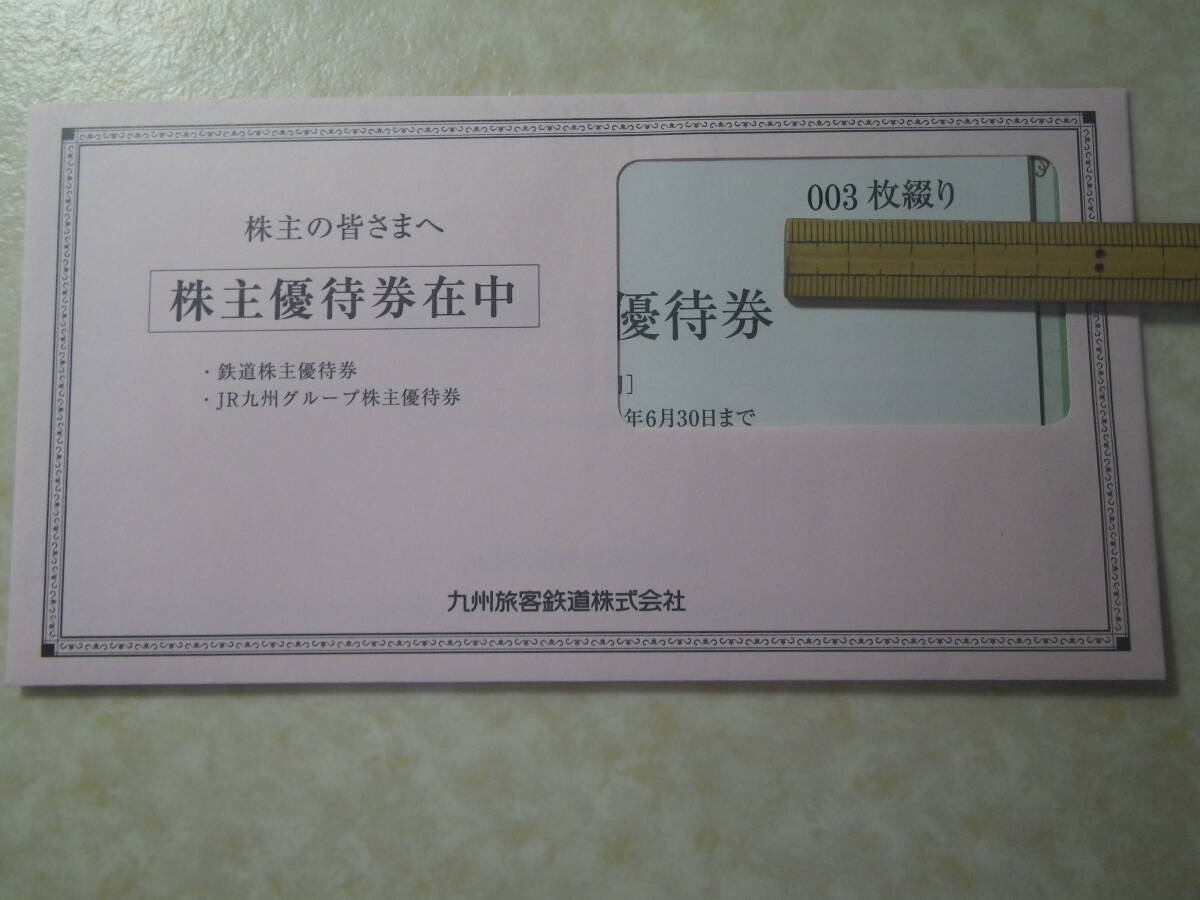 株主の皆さまへ
株主優待券在中
・鉄道株主優待券
・JR九州グループ株主優待券
003 枚綴り
優待券
]
年6月30日まで
九州旅客鉄道株式会社